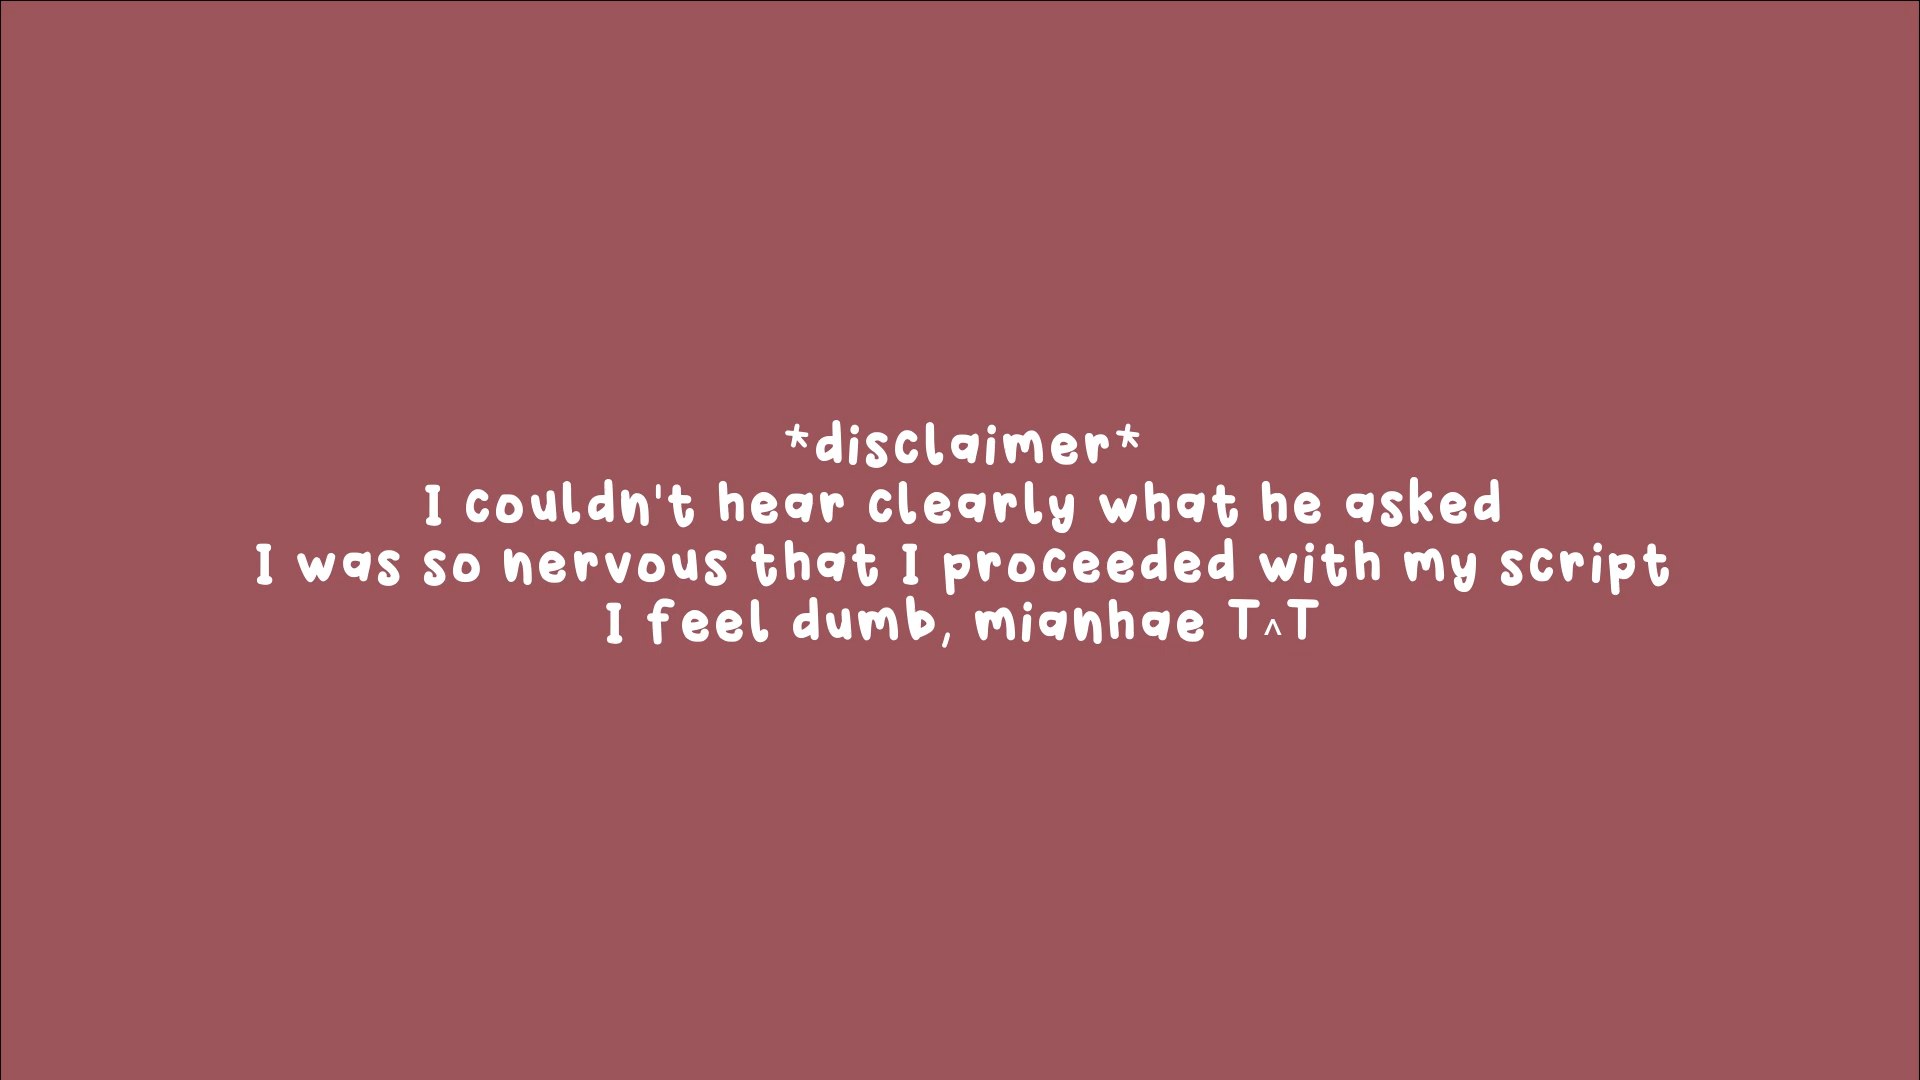 *disclaimer*
I couldn't hear clearly what he asked
I was so nervous that I proceeded with my script
I feel dumb, mianhae T^T